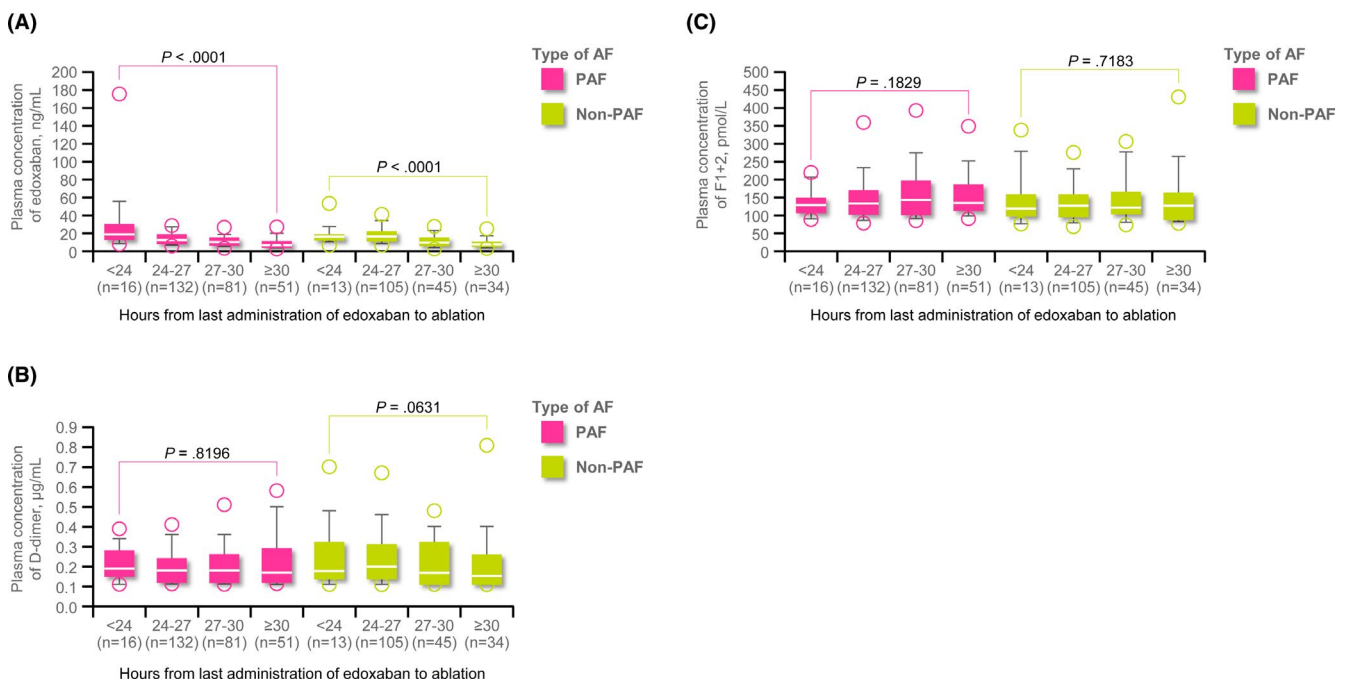 (A)
P < .0001
P < .0001
Plasma concentration
of edoxaban, ng/mL
200
180
160
140
120
100
80
60
40
20
0
<24 24-27 27-30 ≥30 <24 24-27 27-30 ≥30
(n=16) (n=132) (n=81) (n=51) (n=13) (n=105) (n=45) (n=34)
Hours from last administration of edoxaban to ablation
Type of AF
PAF
Non-PAF
(C)
P = .7183
P = .1829
Plasma concentration
of F1+2, pmol/L
500
450
400
350
300
250
200
150
100
50
0
<24 24-27 27-30 ≥30 <24 24-27 27-30 ≥30
(n=16) (n=132) (n=81) (n=51) (n=13) (n=105) (n=45) (n=34)
Hours from last administration of edoxaban to ablation
Type of AF
PAF
Non-PAF
(B)
P = .0631
P = .8196
Plasma concentration
of D-dimer, µg/mL
0.9
0.8
0.7
0.6
0.5
0.4
0.3
0.2
0.1
0.0
<24 24-27 27-30 ≥30 <24 24-27 27-30 ≥30
(n=16) (n=132) (n=81) (n=51) (n=13) (n=105) (n=45) (n=34)
Hours from last administration of edoxaban to ablation
Type of AF
PAF
Non-PAF